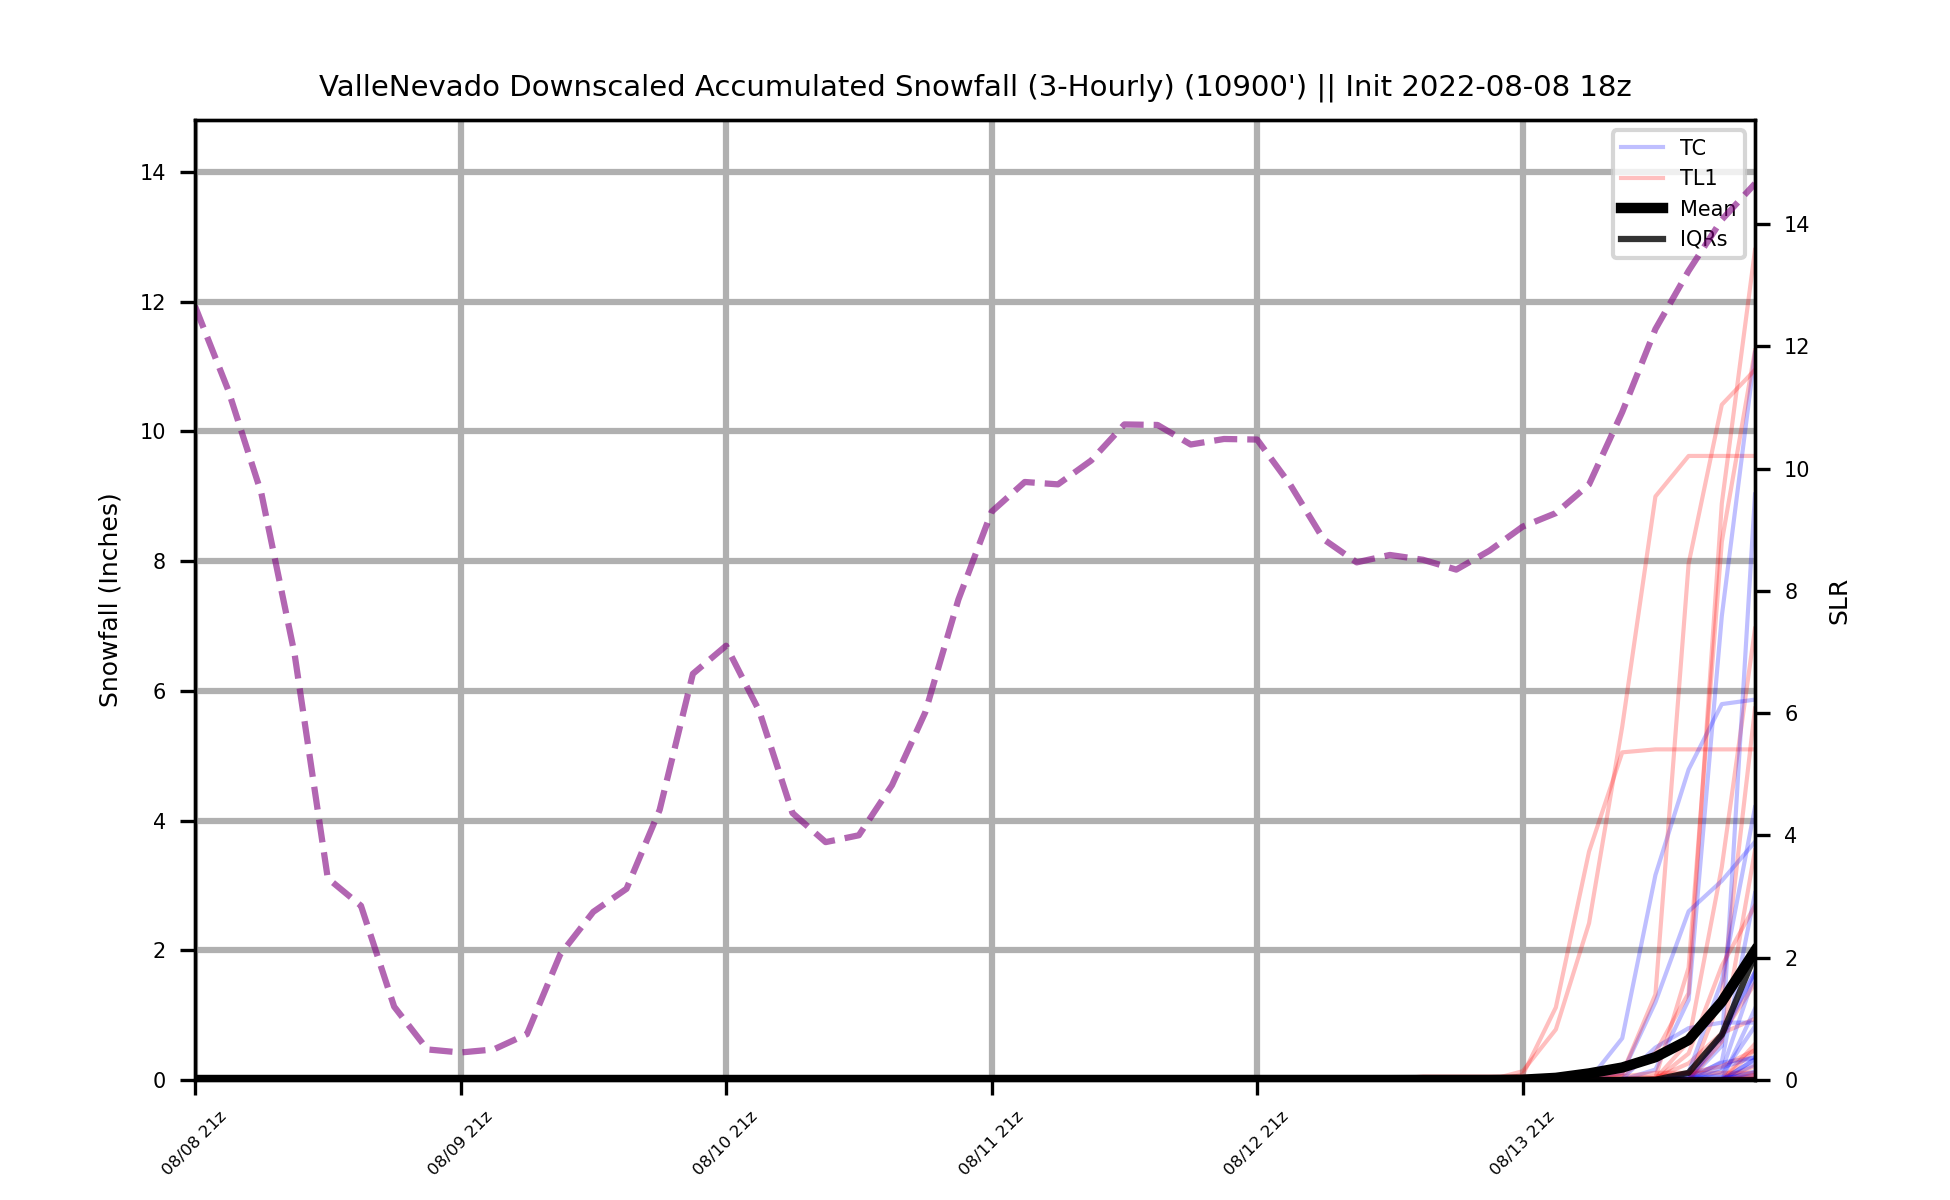 ValleNevado Downscaled Accumulated Snowfall (3-Hourly) (10900') || Init 2022-08-08 18z
TC
TL1
Mean
IQRs
14
12
10
8
6
4
2
0
Snowfall (Inches)
14
12
10
8
6
4
2
0
SLR
08/08 21z
08/09 21z
08/10 21z
08/11 21z
08/12 21z
08/13 21z